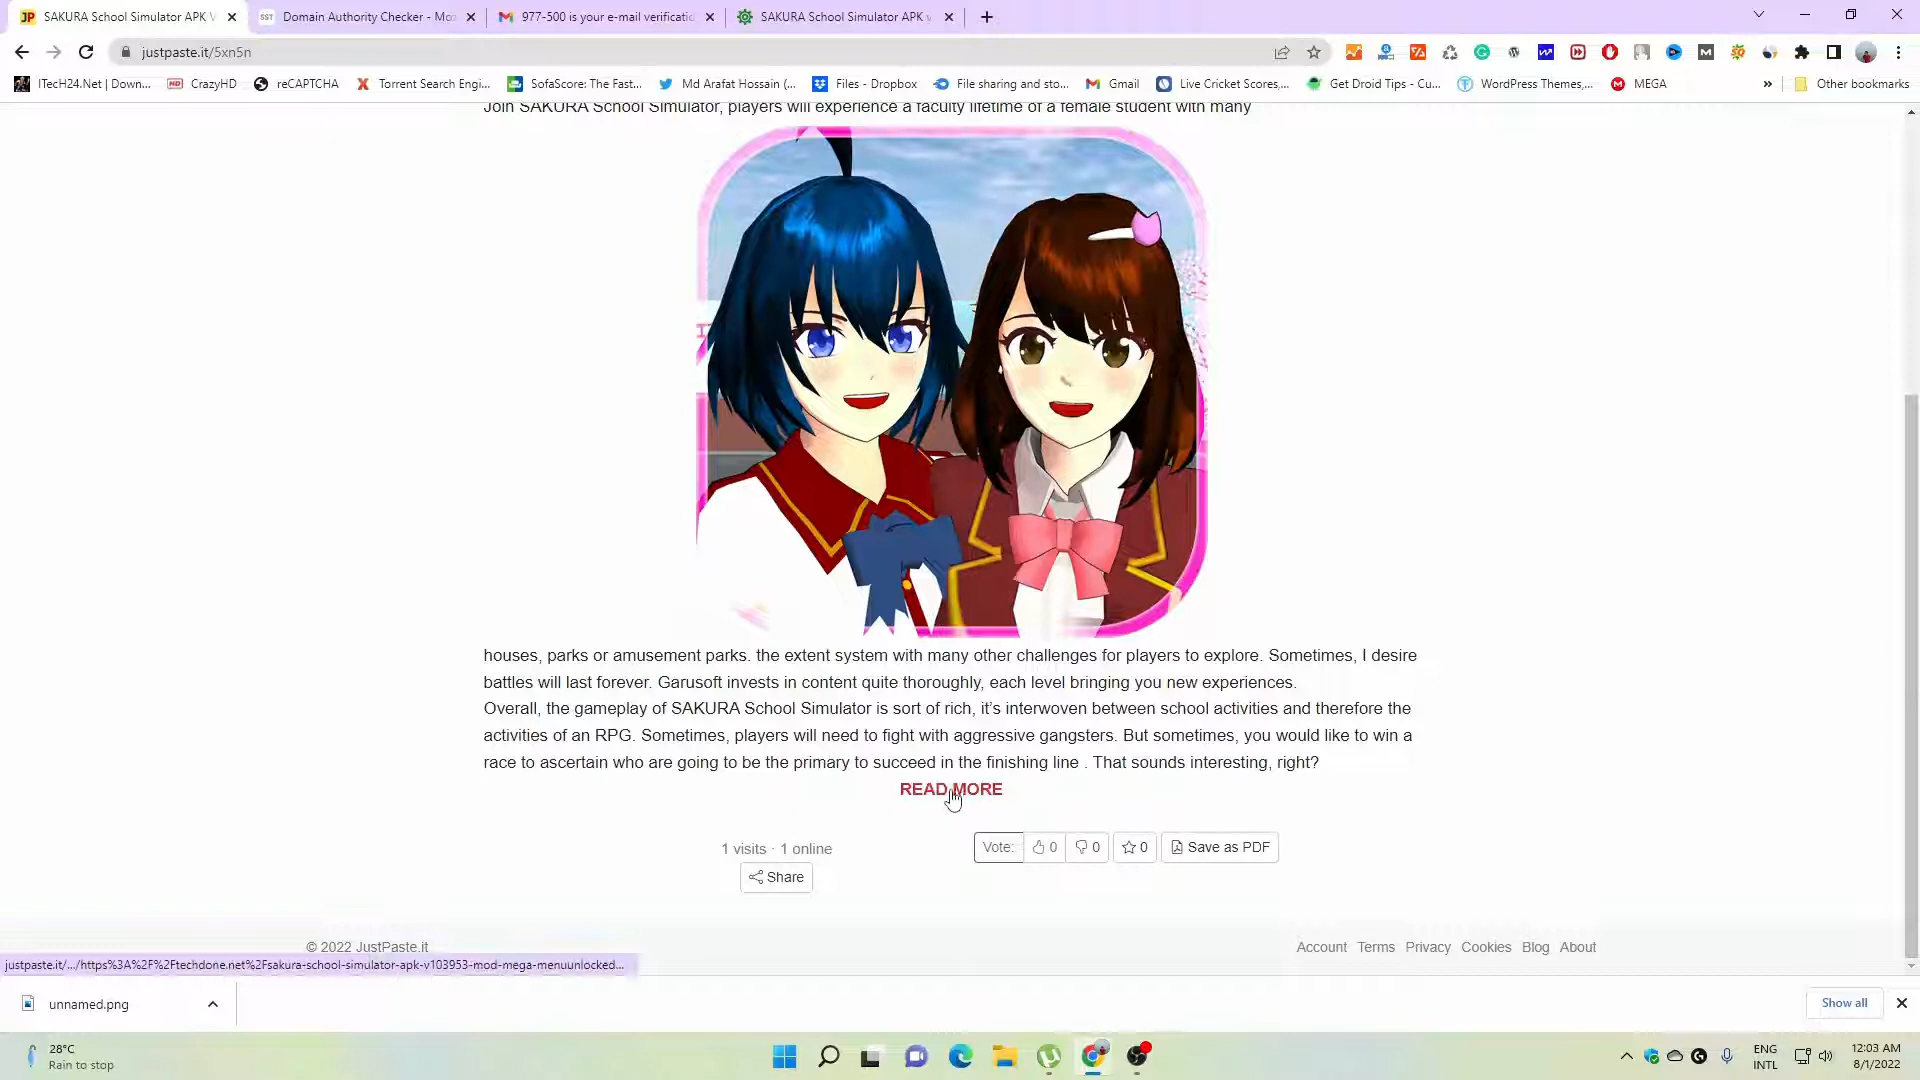 SAKURA School Simulator APK V
Domain Authority Checker - Mo
977-500 is your e-mail verificati
SAKURA School Simulator APK v
justpaste.it/5xn5n
ITecH24.Net | Down...
CrazyHD
reCAPTCHA
Torrent Search Engi...
SofaScore: The Fast...
Md Arafat Hossain (...
Files - Dropbox
File sharing and sto...
Gmail
Live Cricket Scores,...
Get Droid Tips - Cu...
WordPress Themes,...
MEGA
»
Other bookmarks
Join SAKURA School Simulator, players will experience a faculty lifetime of a female student with many
houses, parks or amusement parks. the extent system with many other challenges for players to explore. Sometimes, I desire
battles will last forever. Garusoft invests in content quite thoroughly, each level bringing you new experiences.
Overall, the gameplay of SAKURA School Simulator is sort of rich, it's interwoven between school activities and therefore the
activities of an RPG. Sometimes, players will need to fight with aggressive gangsters. But sometimes, you would like to win a
race to ascertain who are going to be the primary to succeed in the finishing line . That sounds interesting, right?
READ MORE
1 visits · 1 online
Vote: 0 0 0 Save as PDF
Share
© 2022 JustPaste.it
Account Terms Privacy Cookies Blog About
justpaste.it/.../https%3A%2F%2Ftechdone.net%2Fsakura-school-simulator-apk-v103953-mod-mega-menuunlocked...
unnamed.png
Show all
28°C
Rain to stop
ENG
INTL
12:03 AM
8/1/2022